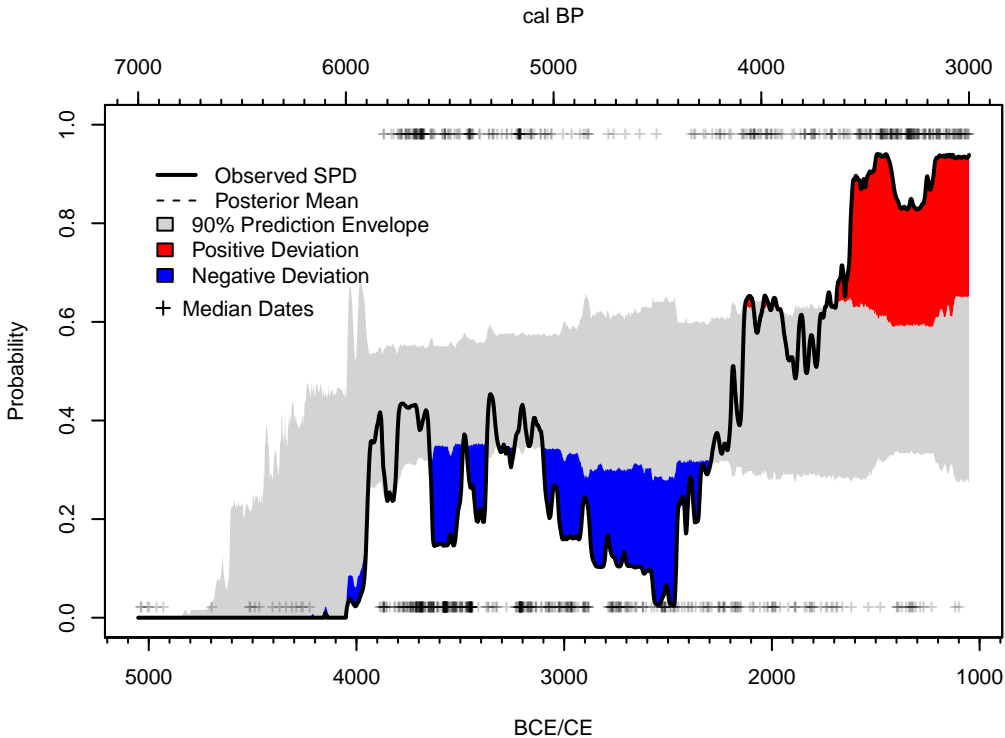 cal BP
7000 6000 5000 4000 3000
1.0
0.8
0.6
0.4
0.2
0.0
Probability
Observed SPD
Posterior Mean
90% Prediction Envelope
Positive Deviation
Negative Deviation
Median Dates
5000 4000 3000 2000 1000
BCE/CE